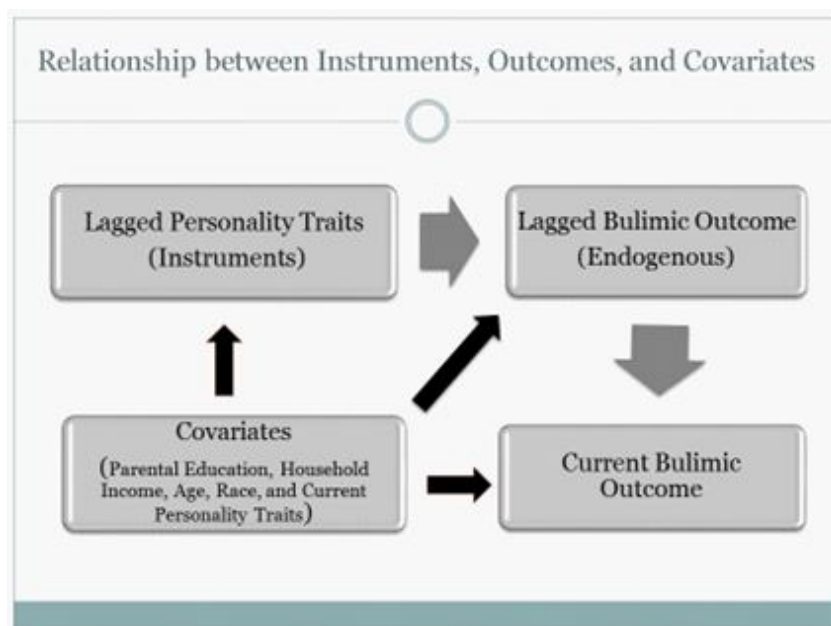 Relationship between Instruments, Outcomes, and Covariates
Lagged Personality Traits
(Instruments)
Lagged Bulimic Outcome
(Endogenous)
Covariates
(Parental Education, Household
Income, Age, Race, and Current
Personality Traits)
Current Bulimic
Outcome